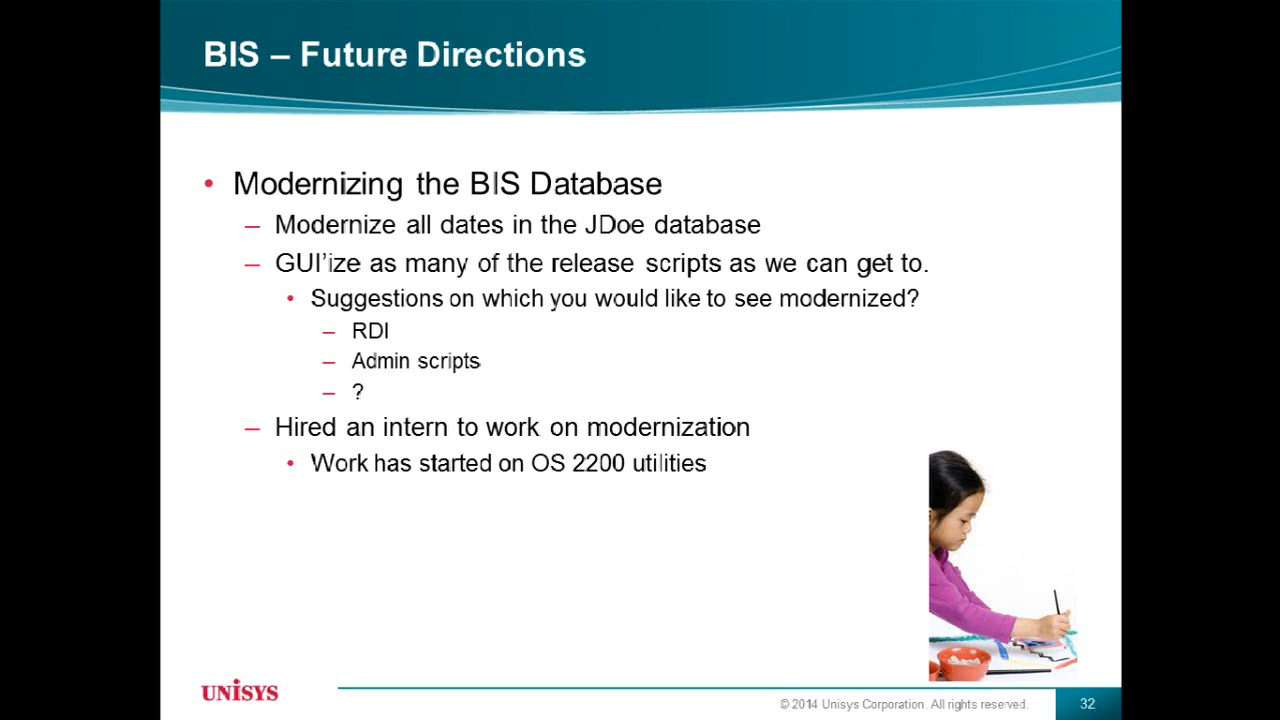 BIS – Future Directions
• Modernizing the BIS Database
– Modernize all dates in the JDoe database
– GUI'ize as many of the release scripts as we can get to.
• Suggestions on which you would like to see modernized?
– RDI
– Admin scripts
– ?
– Hired an intern to work on modernization
• Work has started on OS 2200 utilities
UNISYS
© 2014 Unisys Corporation. All rights reserved.
32